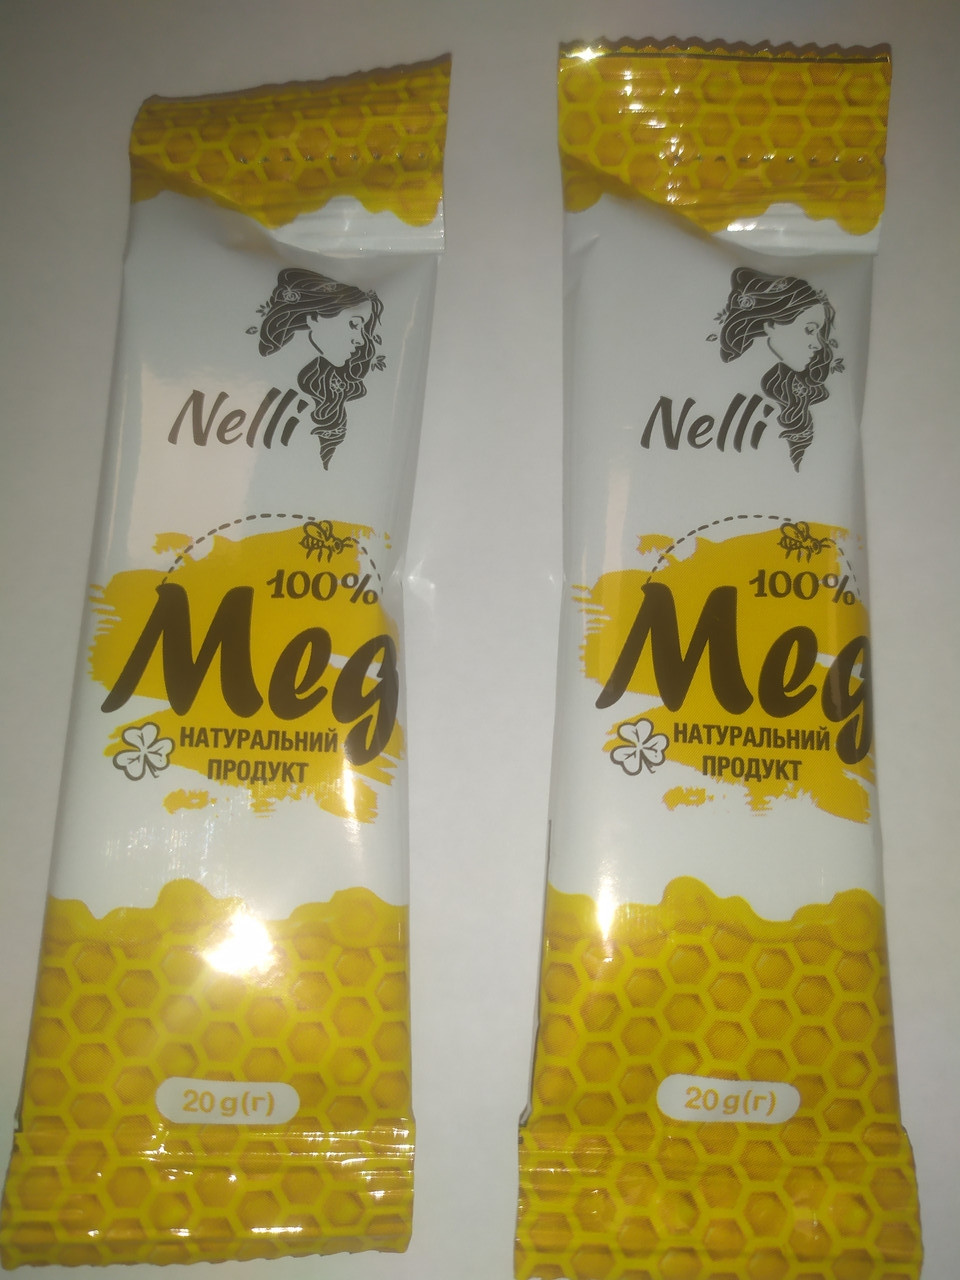 Nelli
100%
Мед
НАТУРАЛЬНИЙ
ПРОДУКТ
20 g(г)
Nelli
100%
Мед
НАТУРАЛЬНИЙ
ПРОДУКТ
20 g(г)